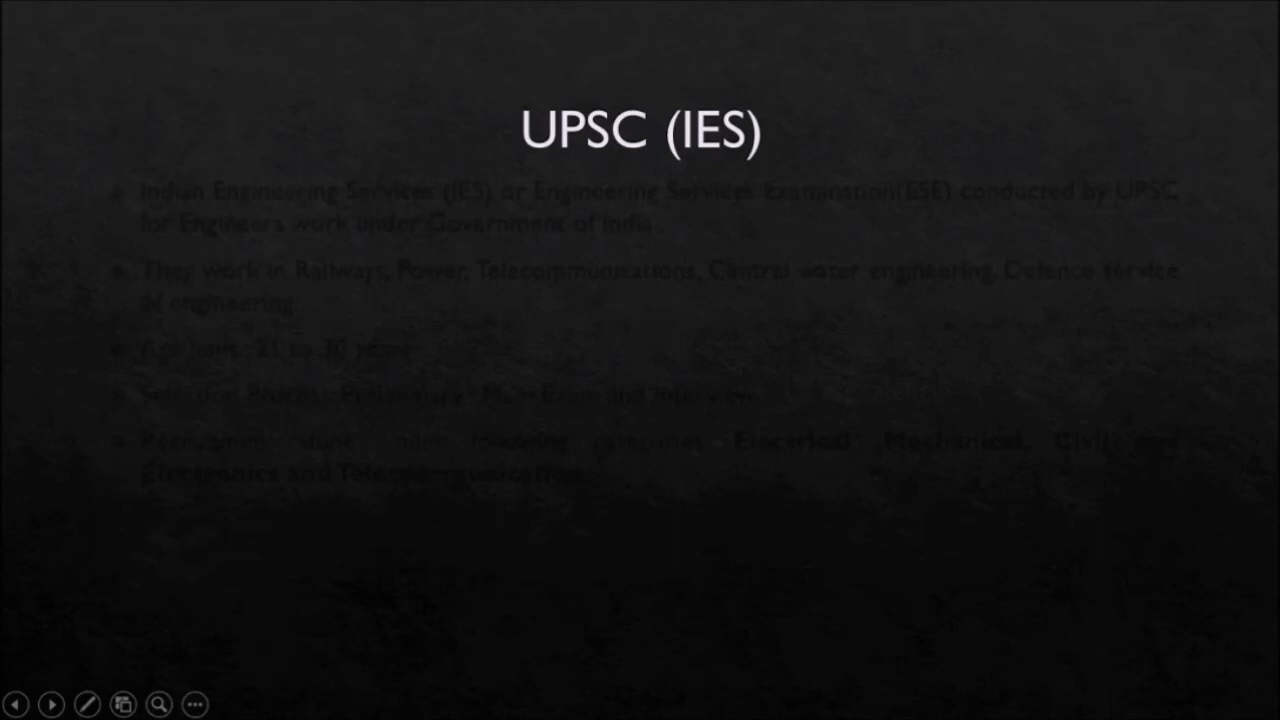 UPSC (IES)
Indian Engineering Services (IES) or Engineering Services Examination(ESE) conducted by UPSC
for Engineers work under Government of India.
They work in Railways, Power, Telecommunications, Central water engineering, Defence service
of engineering
Age limit: 21 to 30 years
Selection Process: Preliminary, Main Exam and Interview
Recruitment done under following categories Electrical, Mechanical, Civil and
Electronics and Telecommunication